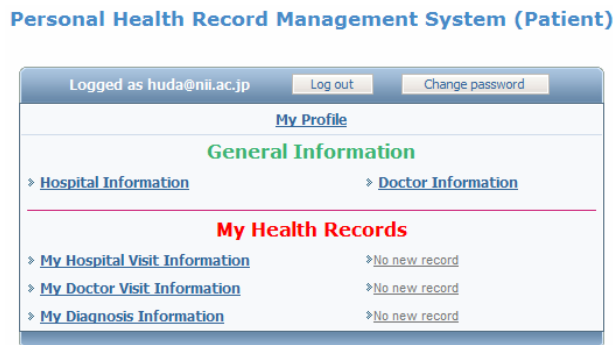 Personal Health Record Management System (Patient)
Logged as huda@nii.ac.jp Log out Change password
My Profile
General Information
Hospital Information Doctor Information
My Health Records
My Hospital Visit Information No new record
My Doctor Visit Information No new record
My Diagnosis Information No new record